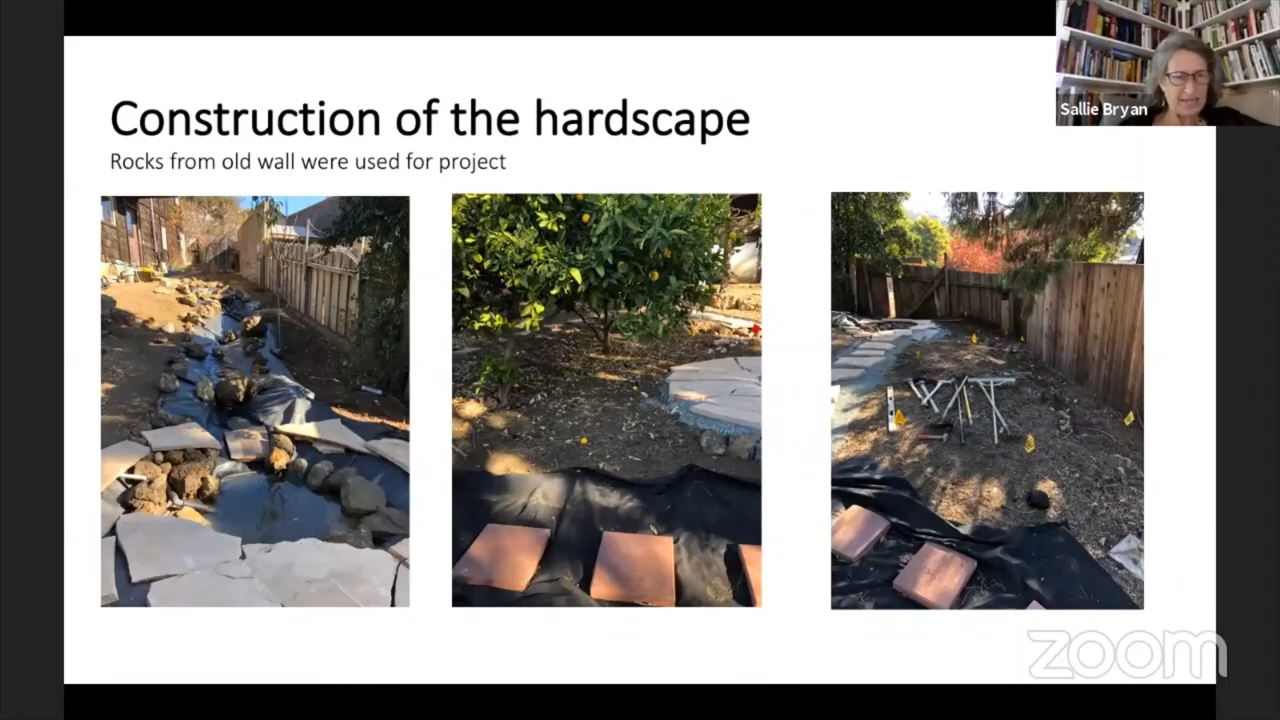 Construction of the hardscape
Rocks from old wall were used for project
Sallie Bryan
zoom